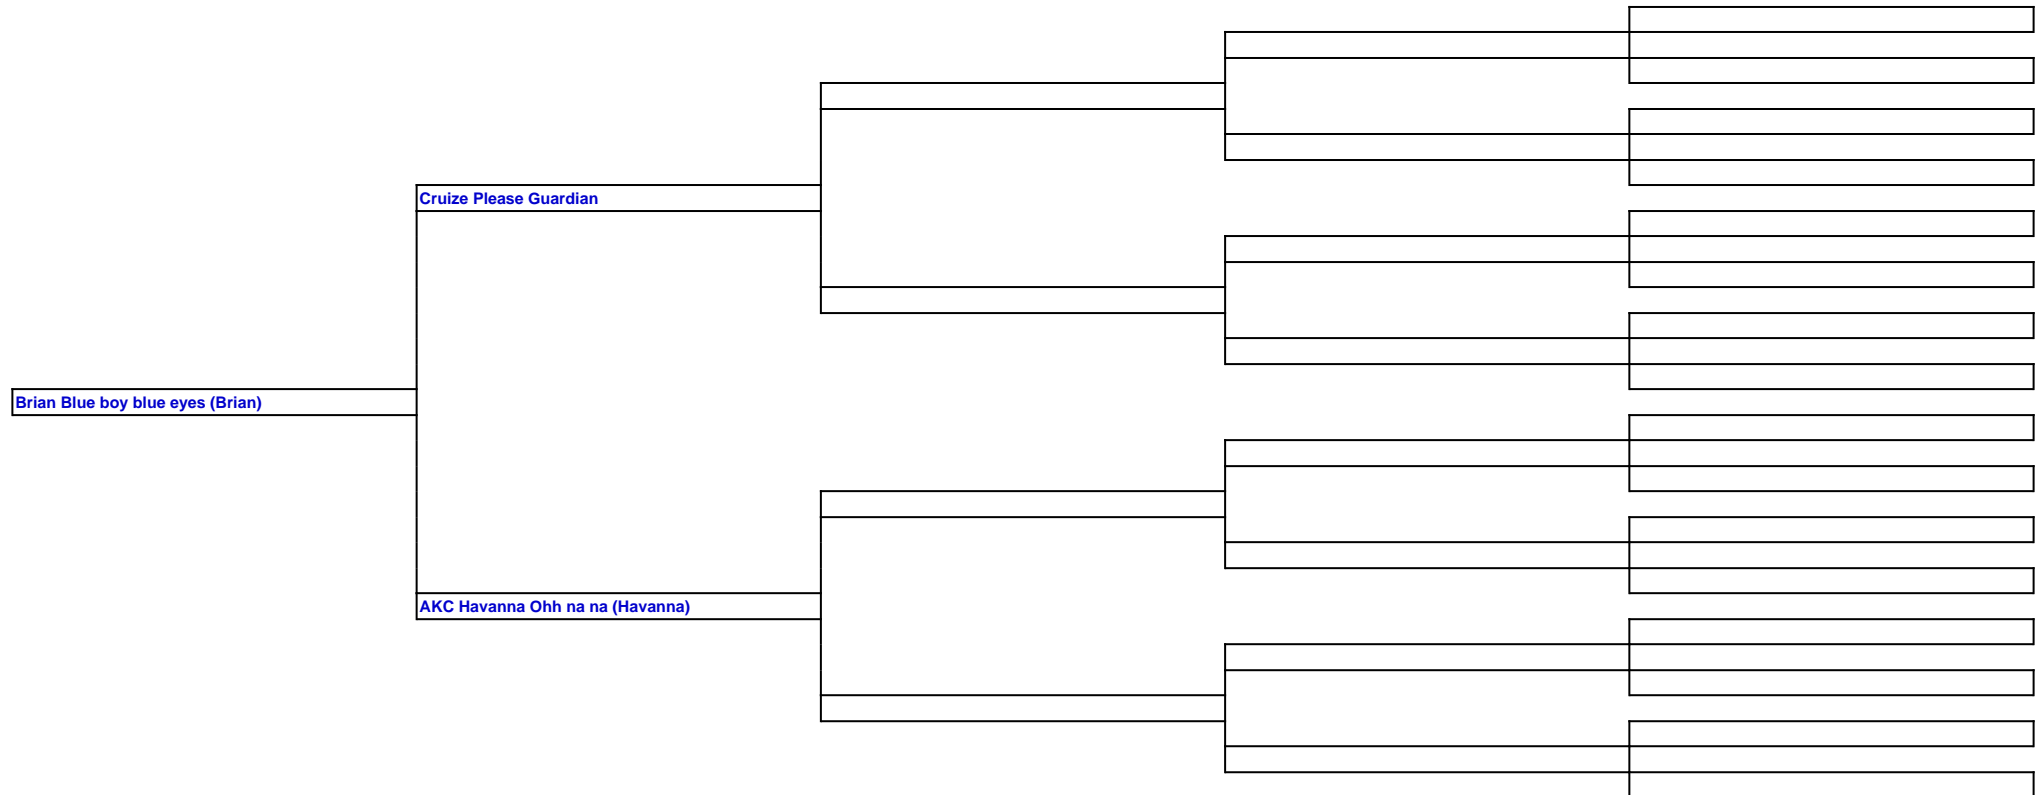 Cruize Please Guardian
Brian Blue boy blue eyes (Brian)
AKC Havanna Ohh na na (Havanna)